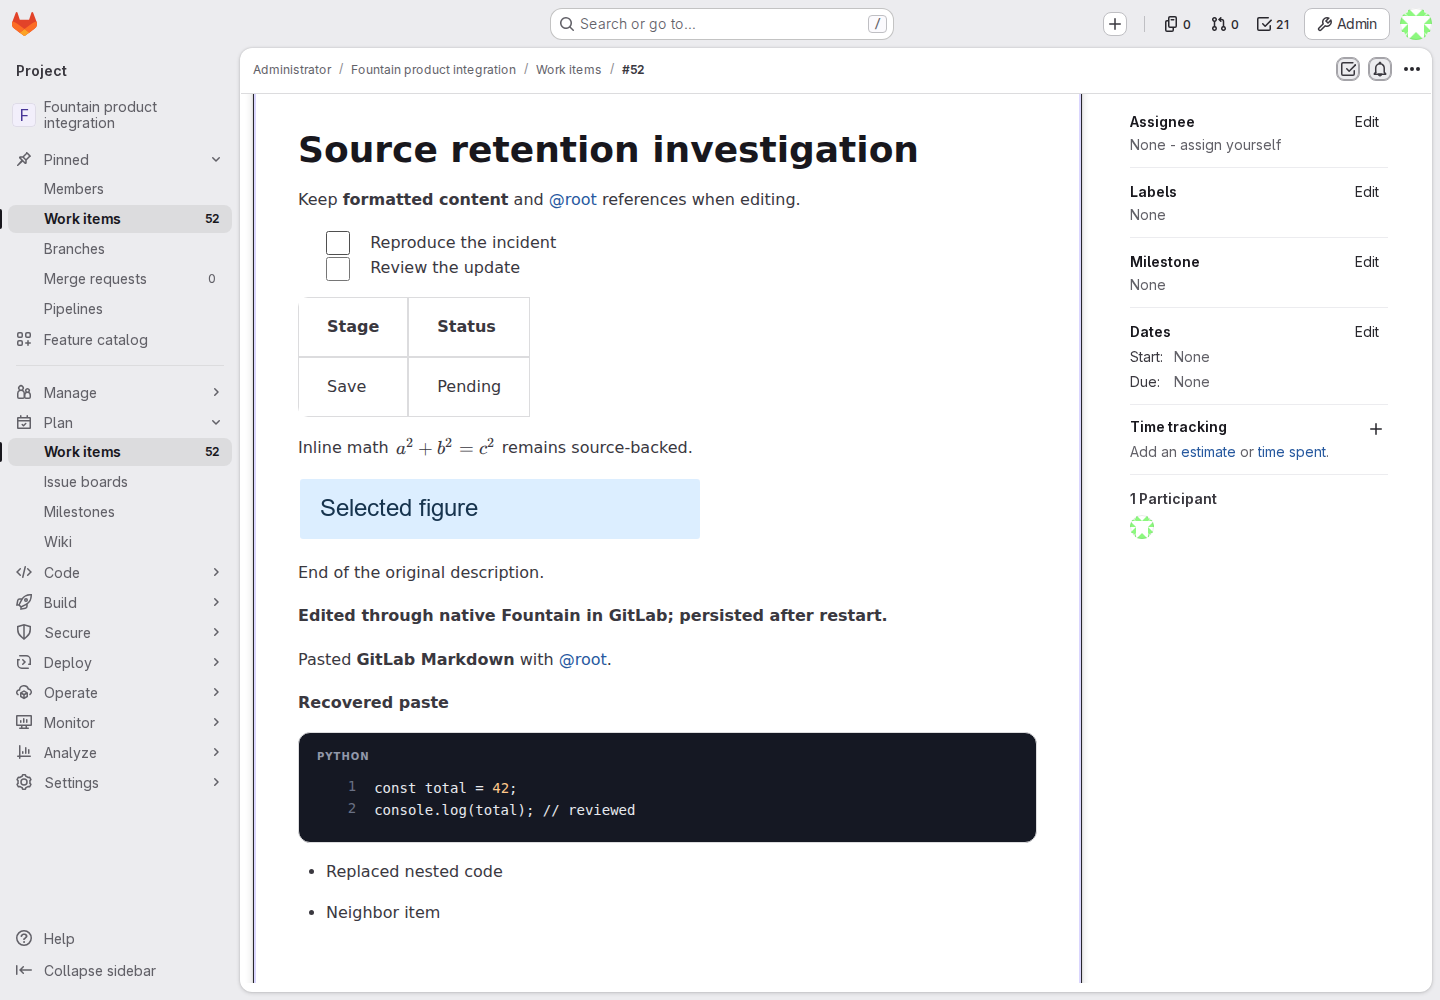 Search or go to...
/
0
0
21
Admin
Project
F
Fountain product integration
Pinned
Members
Work items
52
Branches
Merge requests
0
Pipelines
Feature catalog
Manage
Plan
Work items
52
Issue boards
Milestones
Wiki
Code
Build
Secure
Deploy
Operate
Monitor
Analyze
Settings
Help
Collapse sidebar
Administrator / Fountain product integration / Work items / #52
Source retention investigation
Keep formatted content and @root references when editing.
Reproduce the incident
Review the update
Stage Status
Save Pending
Inline math a² + b² = c² remains source-backed.
Selected figure
End of the original description.
Edited through native Fountain in GitLab; persisted after restart.
Pasted GitLab Markdown with @root.
Recovered paste
PYTHON
1 const total = 42;
2 console.log(total); // reviewed
• Replaced nested code
• Neighbor item
Assignee Edit
None - assign yourself
Labels Edit
None
Milestone Edit
None
Dates Edit
Start: None
Due: None
Time tracking
Add an estimate or time spent.
1 Participant